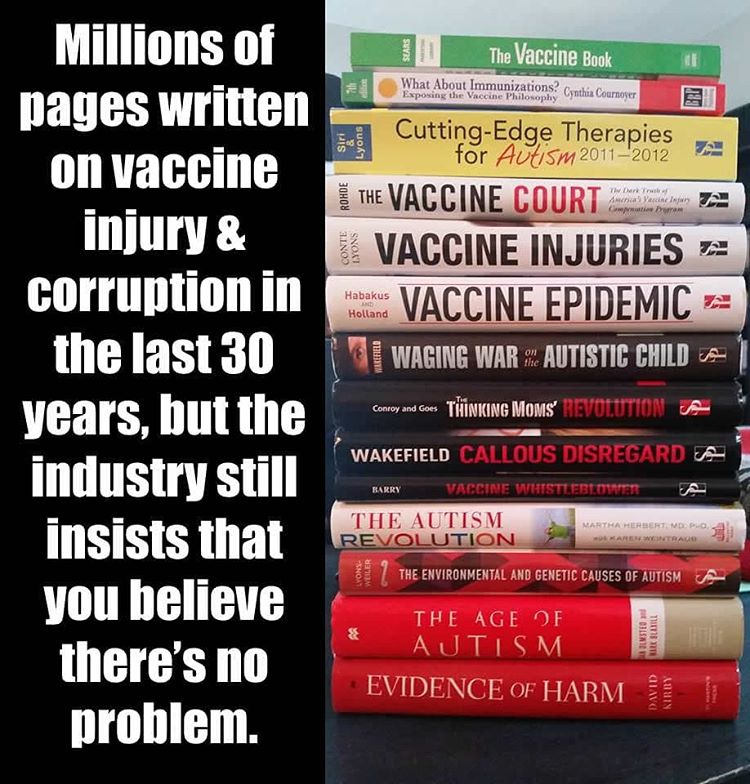 Millions of
pages written
on vaccine
injury &
corruption in
the last 30
years, but the
industry still
insists that
you believe
there's no
problem.
SEARS
The Vaccine Book
7th edition
What About Immunizations?
Exposing the Vaccine Philosophy
Cynthia Cournoyer
Siri & Lyons
Cutting-Edge Therapies
for Autism 2011–2012
ROHDE
THE VACCINE COURT
The Dark Truth of
America's Vaccine Injury
Compensation Program
CONTE
LYONS
VACCINE INJURIES
Habakus
AND
Holland
VACCINE EPIDEMIC
WAKEFIELD
WAGING WAR on the AUTISTIC CHILD
Conroy and Goes
The THINKING MOMS' REVOLUTION
WAKEFIELD CALLOUS DISREGARD
BARRY
VACCINE WHISTLEBLOWER
THE AUTISM
REVOLUTION
MARTHA HERBERT, MD, PhD,
WITH KAREN WEINTRAUB
LYONS-
WEILER
THE ENVIRONMENTAL AND GENETIC CAUSES OF AUTISM
THE AGE OF
AUTISM
DAN OLMSTED and
MARK BLAXILL
EVIDENCE OF HARM
DAVID
KIRBY